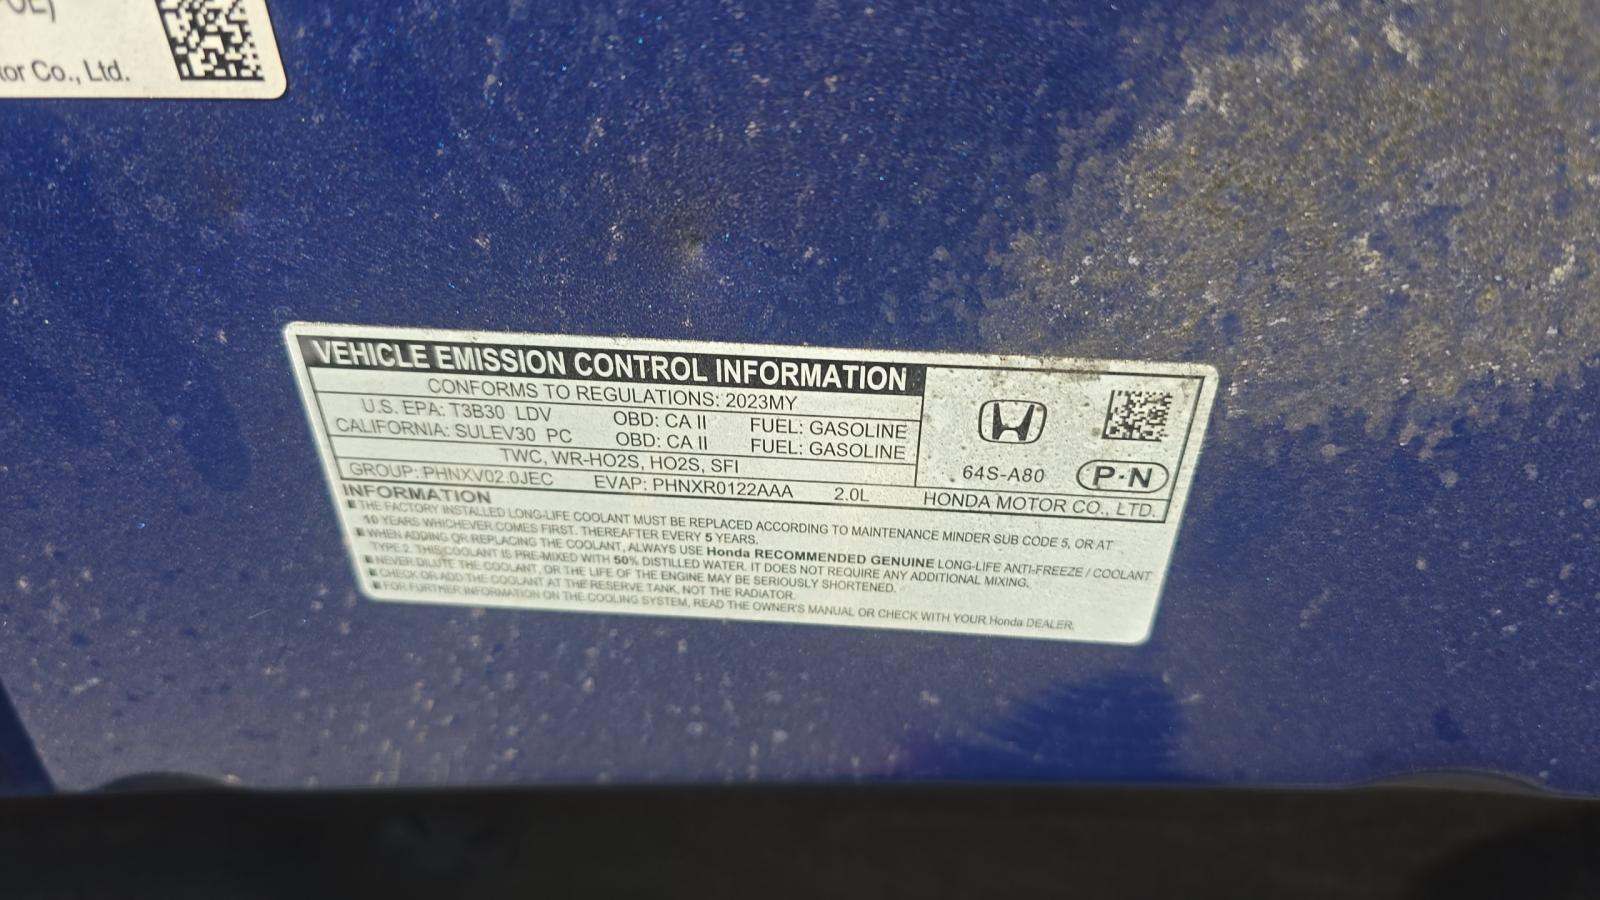 tor Co., Ltd.
VEHICLE EMISSION CONTROL INFORMATION
CONFORMS TO REGULATIONS: 2023MY
U.S. EPA: T3B30 LDV OBD: CA II FUEL: GASOLINE
CALIFORNIA: SULEV30 PC OBD: CA II FUEL: GASOLINE
TWC, WR-HO2S, HO2S, SFI
64S-A80 P·N
GROUP: PHNXV02.0JEC EVAP: PHNXR0122AAA 2.0L HONDA MOTOR CO., LTD.
INFORMATION
■ THE FACTORY INSTALLED LONG-LIFE COOLANT MUST BE REPLACED ACCORDING TO MAINTENANCE MINDER SUB CODE 5, OR AT
10 YEARS WHICHEVER COMES FIRST. THEREAFTER EVERY 5 YEARS.
■ WHEN ADDING OR REPLACING THE COOLANT, ALWAYS USE Honda RECOMMENDED GENUINE LONG-LIFE ANTI-FREEZE / COOLANT
TYPE 2. THIS COOLANT IS PRE-MIXED WITH 50% DISTILLED WATER. IT DOES NOT REQUIRE ANY ADDITIONAL MIXING.
■ NEVER DILUTE THE COOLANT, OR THE LIFE OF THE ENGINE MAY BE SERIOUSLY SHORTENED.
■ CHECK OR ADD THE COOLANT AT THE RESERVE TANK, NOT THE RADIATOR.
■ FOR FURTHER INFORMATION ON THE COOLING SYSTEM, READ THE OWNER'S MANUAL OR CHECK WITH YOUR Honda DEALER.